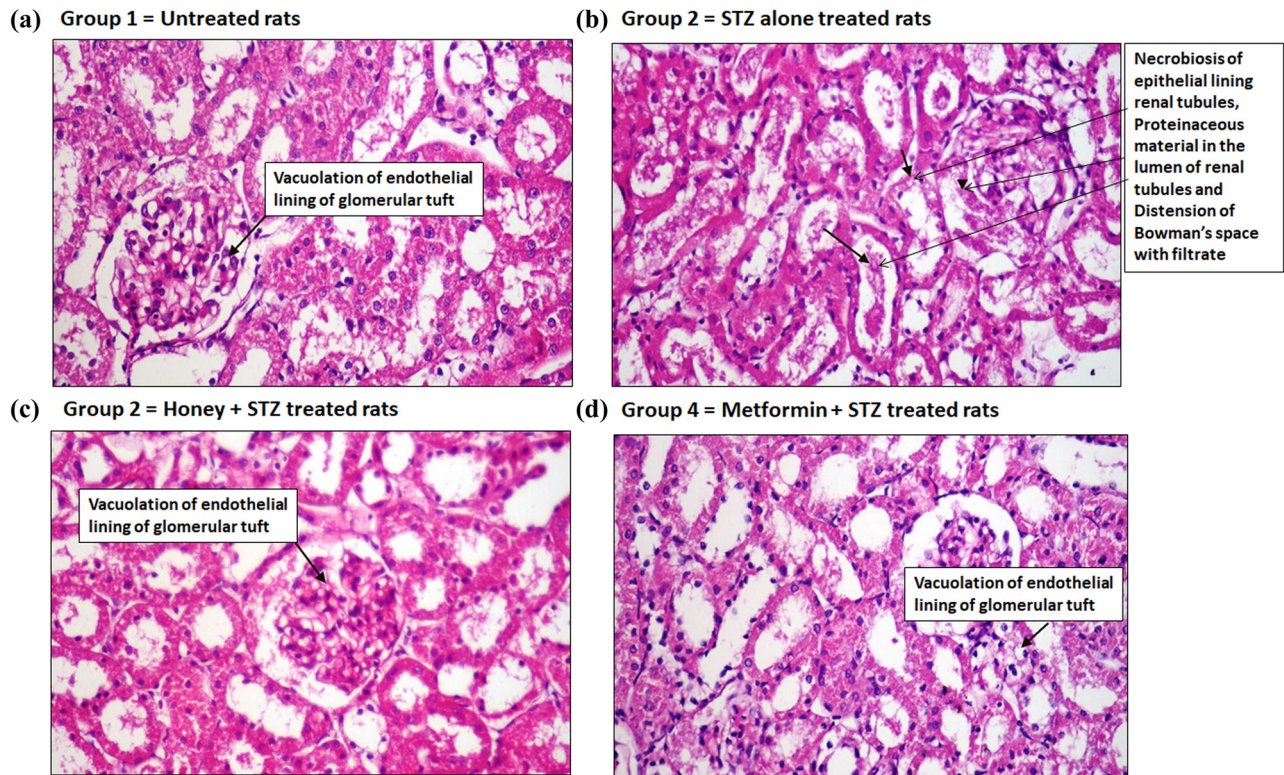 (a) Group 1 = Untreated rats
Vacuolation of endothelial
lining of glomerular tuft
(b) Group 2 = STZ alone treated rats
Necrobiosis of
epithelial lining
renal tubules,
Proteinaceous
material in the
lumen of renal
tubules and
Distension of
Bowman’s space
with filtrate
(c) Group 2 = Honey + STZ treated rats
Vacuolation of endothelial
lining of glomerular tuft
(d) Group 4 = Metformin + STZ treated rats
Vacuolation of endothelial
lining of glomerular tuft